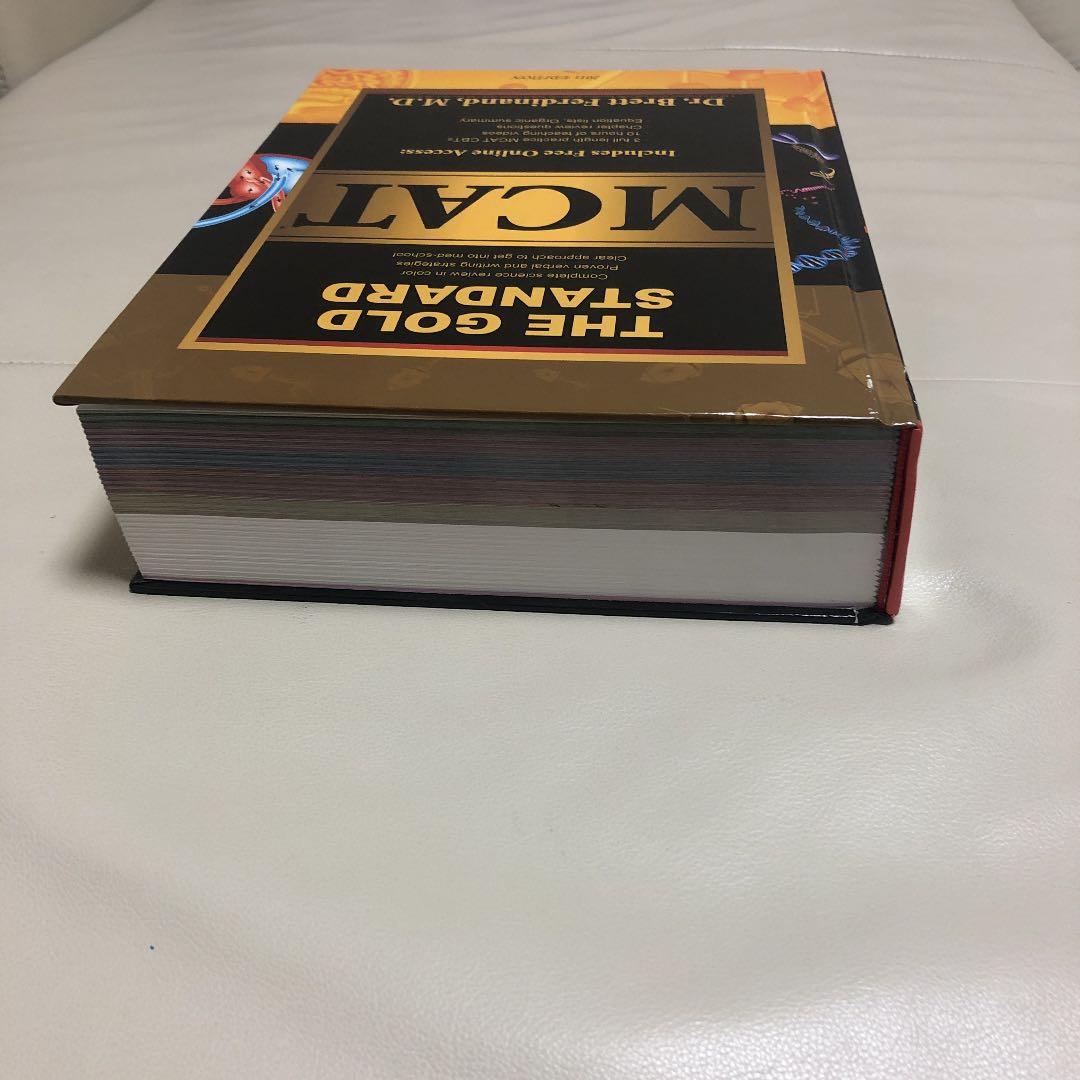 THE GOLD
STANDARD
Complete science review in color
Proven verbal and writing strategies
Clear approach to get into med-school
MCAT
Includes Free Online Access:
3 full length practice MCAT CBTs
10 hours of teaching videos
Chapter review questions
Equation lists, Organic summary
Dr. Brett Ferdinand, M.D.
EDITION